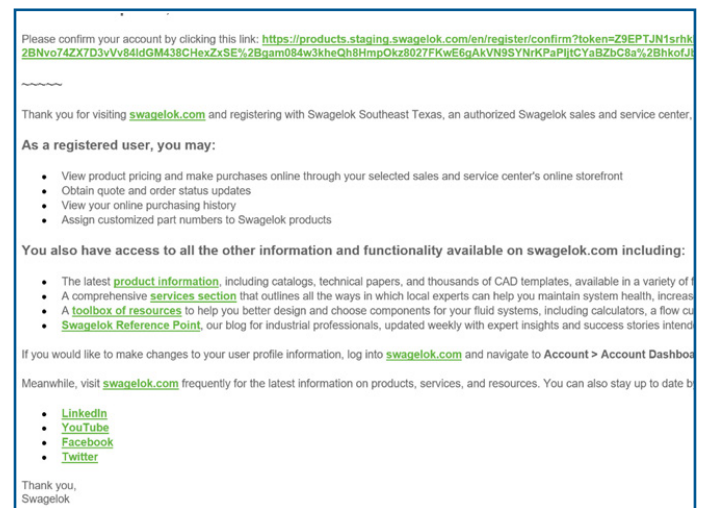 Please confirm your account by clicking this link: https://products.staging.swagelok.com/en/register/confirm?token=Z9EPTJN1srhk
2BNvo74ZX7D3vVv84ldGM438CHexZxSE%2Bgam084w3kheQh8HmpOkz8027FKwE6gAkVN9SYNrKPaPljtCYaBZbC8a%2BhkofJ
~~~~~
Thank you for visiting swagelok.com and registering with Swagelok Southeast Texas, an authorized Swagelok sales and service center,
As a registered user, you may:
• View product pricing and make purchases online through your selected sales and service center's online storefront
• Obtain quote and order status updates
• View your online purchasing history
• Assign customized part numbers to Swagelok products
You also have access to all the other information and functionality available on swagelok.com including:
• The latest product information, including catalogs, technical papers, and thousands of CAD templates, available in a variety of
• A comprehensive services section that outlines all the ways in which local experts can help you maintain system health, increas
• A toolbox of resources to help you better design and choose components for your fluid systems, including calculators, a flow cu
• Swagelok Reference Point, our blog for industrial professionals, updated weekly with expert insights and success stories intend
If you would like to make changes to your user profile information, log into swagelok.com and navigate to Account > Account Dashboa
Meanwhile, visit swagelok.com frequently for the latest information on products, services, and resources. You can also stay up to date b
• LinkedIn
• YouTube
• Facebook
• Twitter
Thank you,
Swagelok